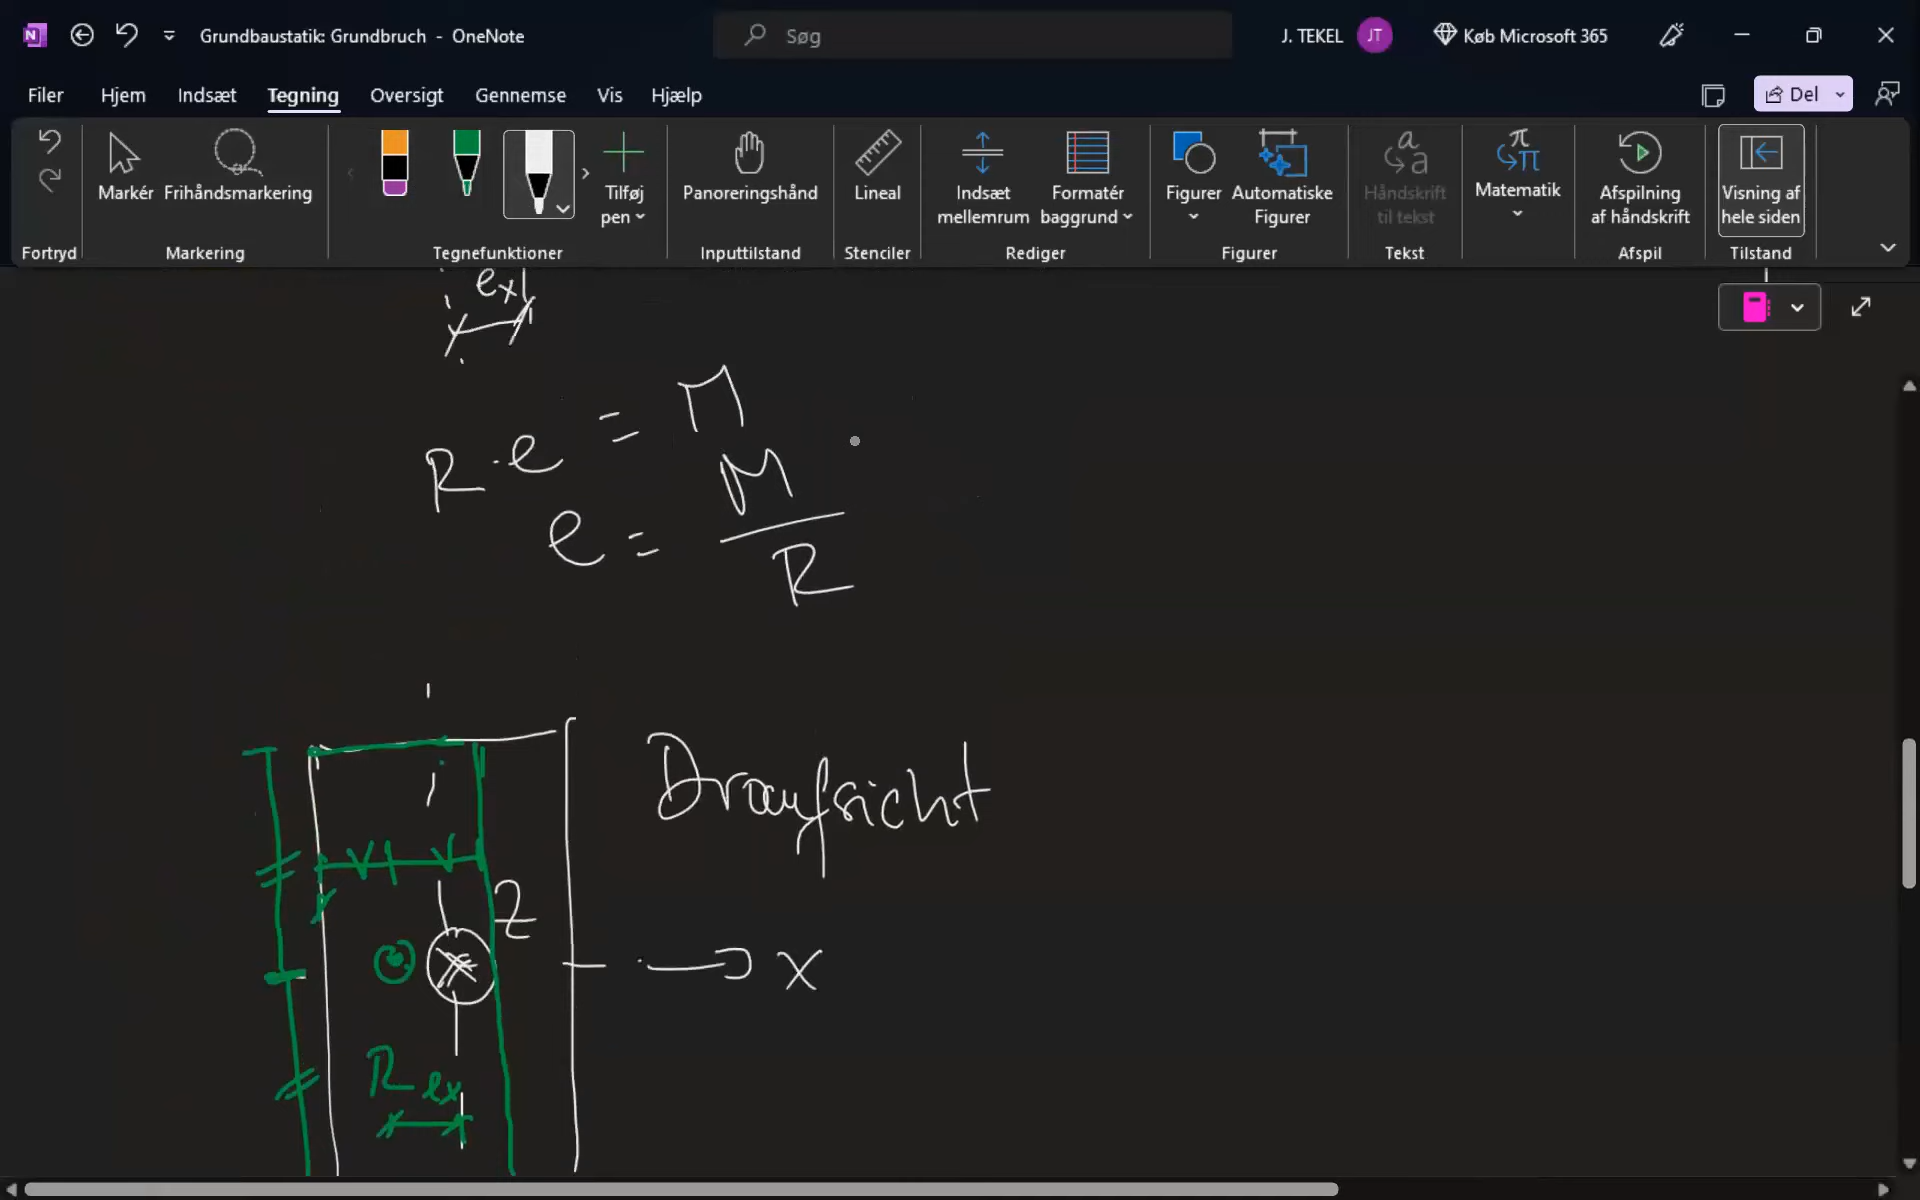 Grundbaustatik: Grundbruch - OneNote
Søg
J. TEKEL JT
Køb Microsoft 365
Filer Hjem Indsæt Tegning Oversigt Gennemse Vis Hjælp
Del
Markér Frihåndsmarkering
Tilføj pen
Panoreringshånd
Lineal
Indsæt mellemrum
Formatér baggrund
Figurer
Automatiske Figurer
Håndskrift til tekst
Matematik
Afspilning af håndskrift
Visning af hele siden
Fortryd Markering Tegnefunktioner Inputtilstand Stenciler Rediger Figurer Tekst Afspil Tilstand
ex
R · e = M
e = M / R
Draufsicht
z
x
R
ex